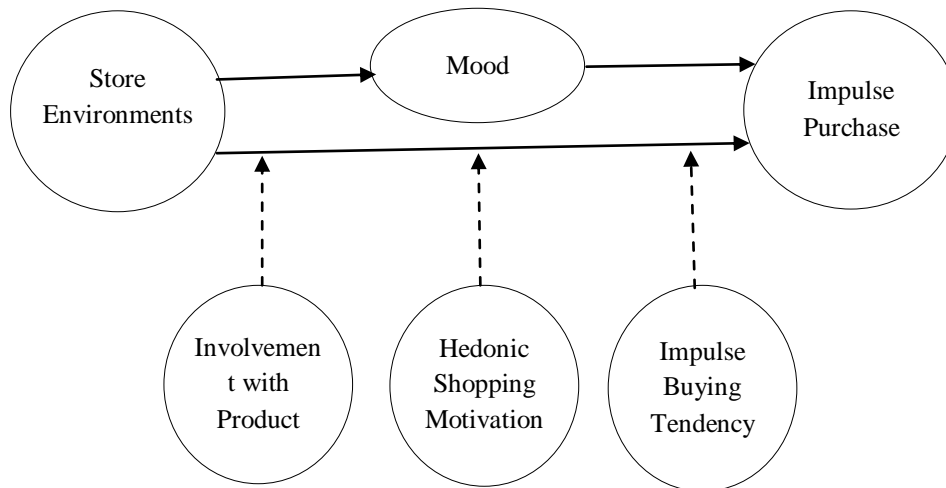 Store
Environments
Mood
Impulse
Purchase
Involvemen
t with
Product
Hedonic
Shopping
Motivation
Impulse
Buying
Tendency